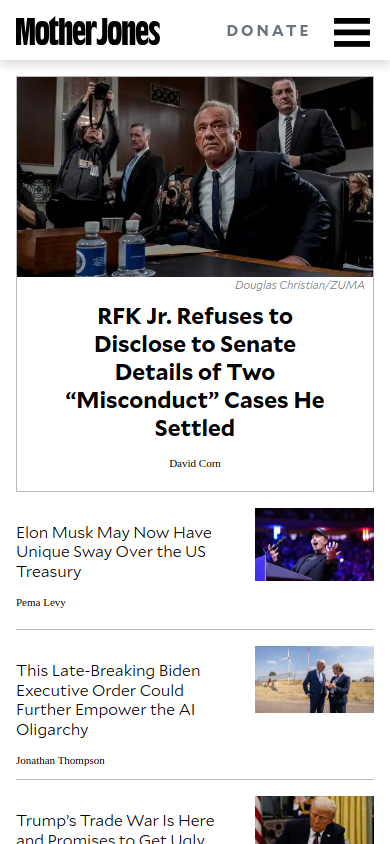 Mother Jones
DONATE
Douglas Christian/ZUMA
RFK Jr. Refuses to
Disclose to Senate
Details of Two
“Misconduct” Cases He
Settled
David Corn
Elon Musk May Now Have
Unique Sway Over the US
Treasury
Pema Levy
This Late-Breaking Biden
Executive Order Could
Further Empower the AI
Oligarchy
Jonathan Thompson
Trump’s Trade War Is Here
and Promises to Get Ugly